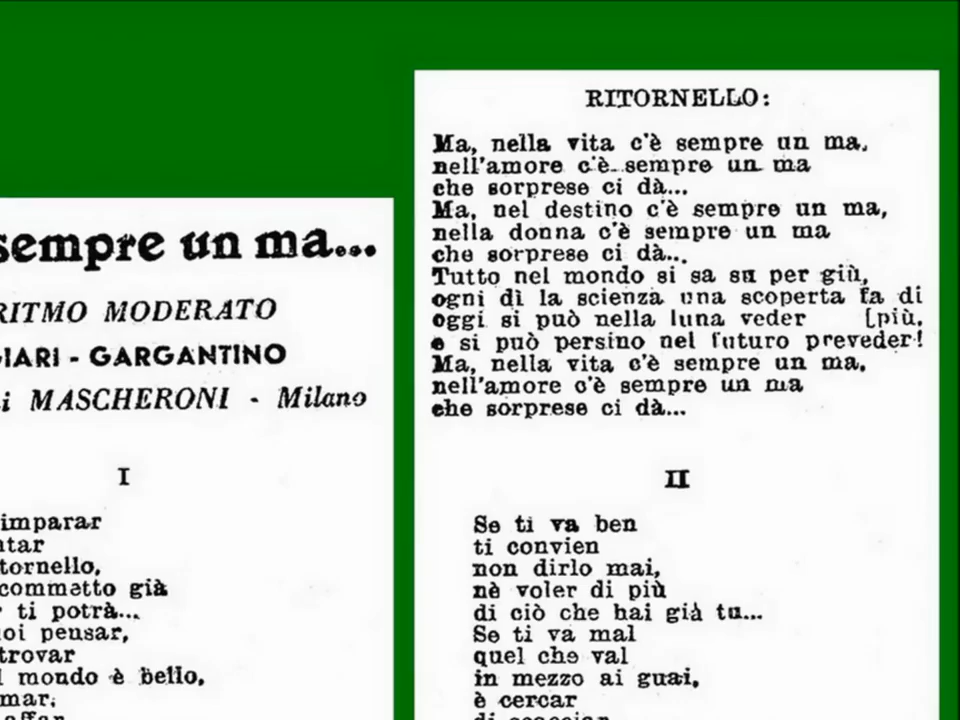 sempre un ma...
RITMO MODERATO
GARGANTINO
MASCHERONI - Milano
I
imparar
tornello,
già
ti potrà...
pensar,
trovar
mondo è bello,
RITORNELLO:
Ma, nella vita c'è sempre un ma,
nell'amore c'è sempre un ma
che sorprese ci dà...
Ma, nel destino c'è sempre un ma,
nella donna c'è sempre un ma
che sorprese ci dà...
Tutto nel mondo si sa su per giù,
ogni dì la scienza una scoperta fa di
oggi si può nella luna veder [più,
e si può persino nel futuro preveder!
Ma, nella vita c'è sempre un ma,
nell'amore c'è sempre un ma
che sorprese ci dà...
II
Se ti va ben
ti convien
non dirlo mai,
nè voler di più
di ciò che hai già tu...
Se ti va mal
quel che val
in mezzo ai guai,
è cercar